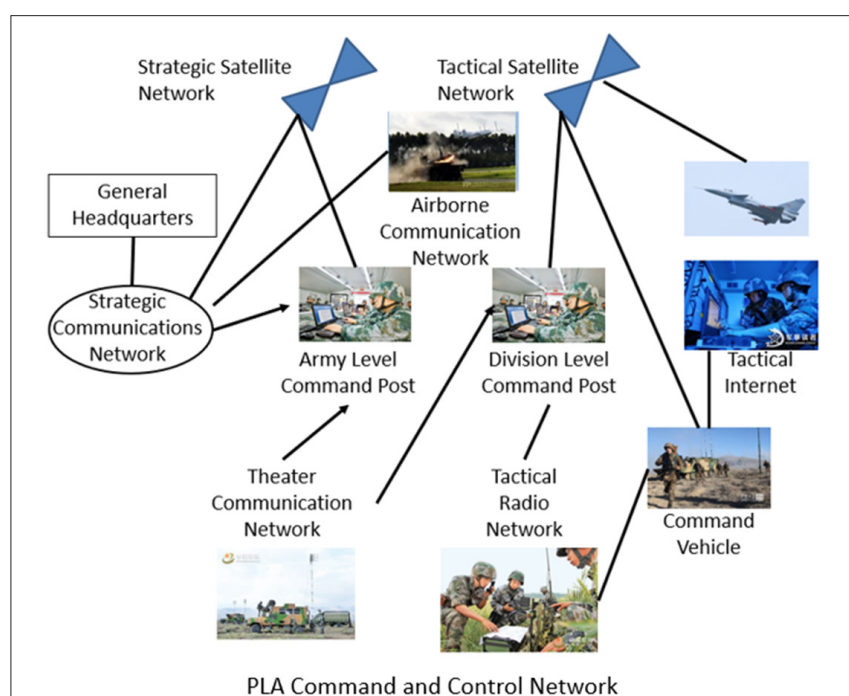 Strategic Satellite
Network
Tactical Satellite
Network
General
Headquarters
Airborne
Communication
Network
Strategic
Communications
Network
Army Level
Command Post
Division Level
Command Post
Tactical
Internet
Theater
Communication
Network
Tactical
Radio
Network
Command
Vehicle
PLA Command and Control Network